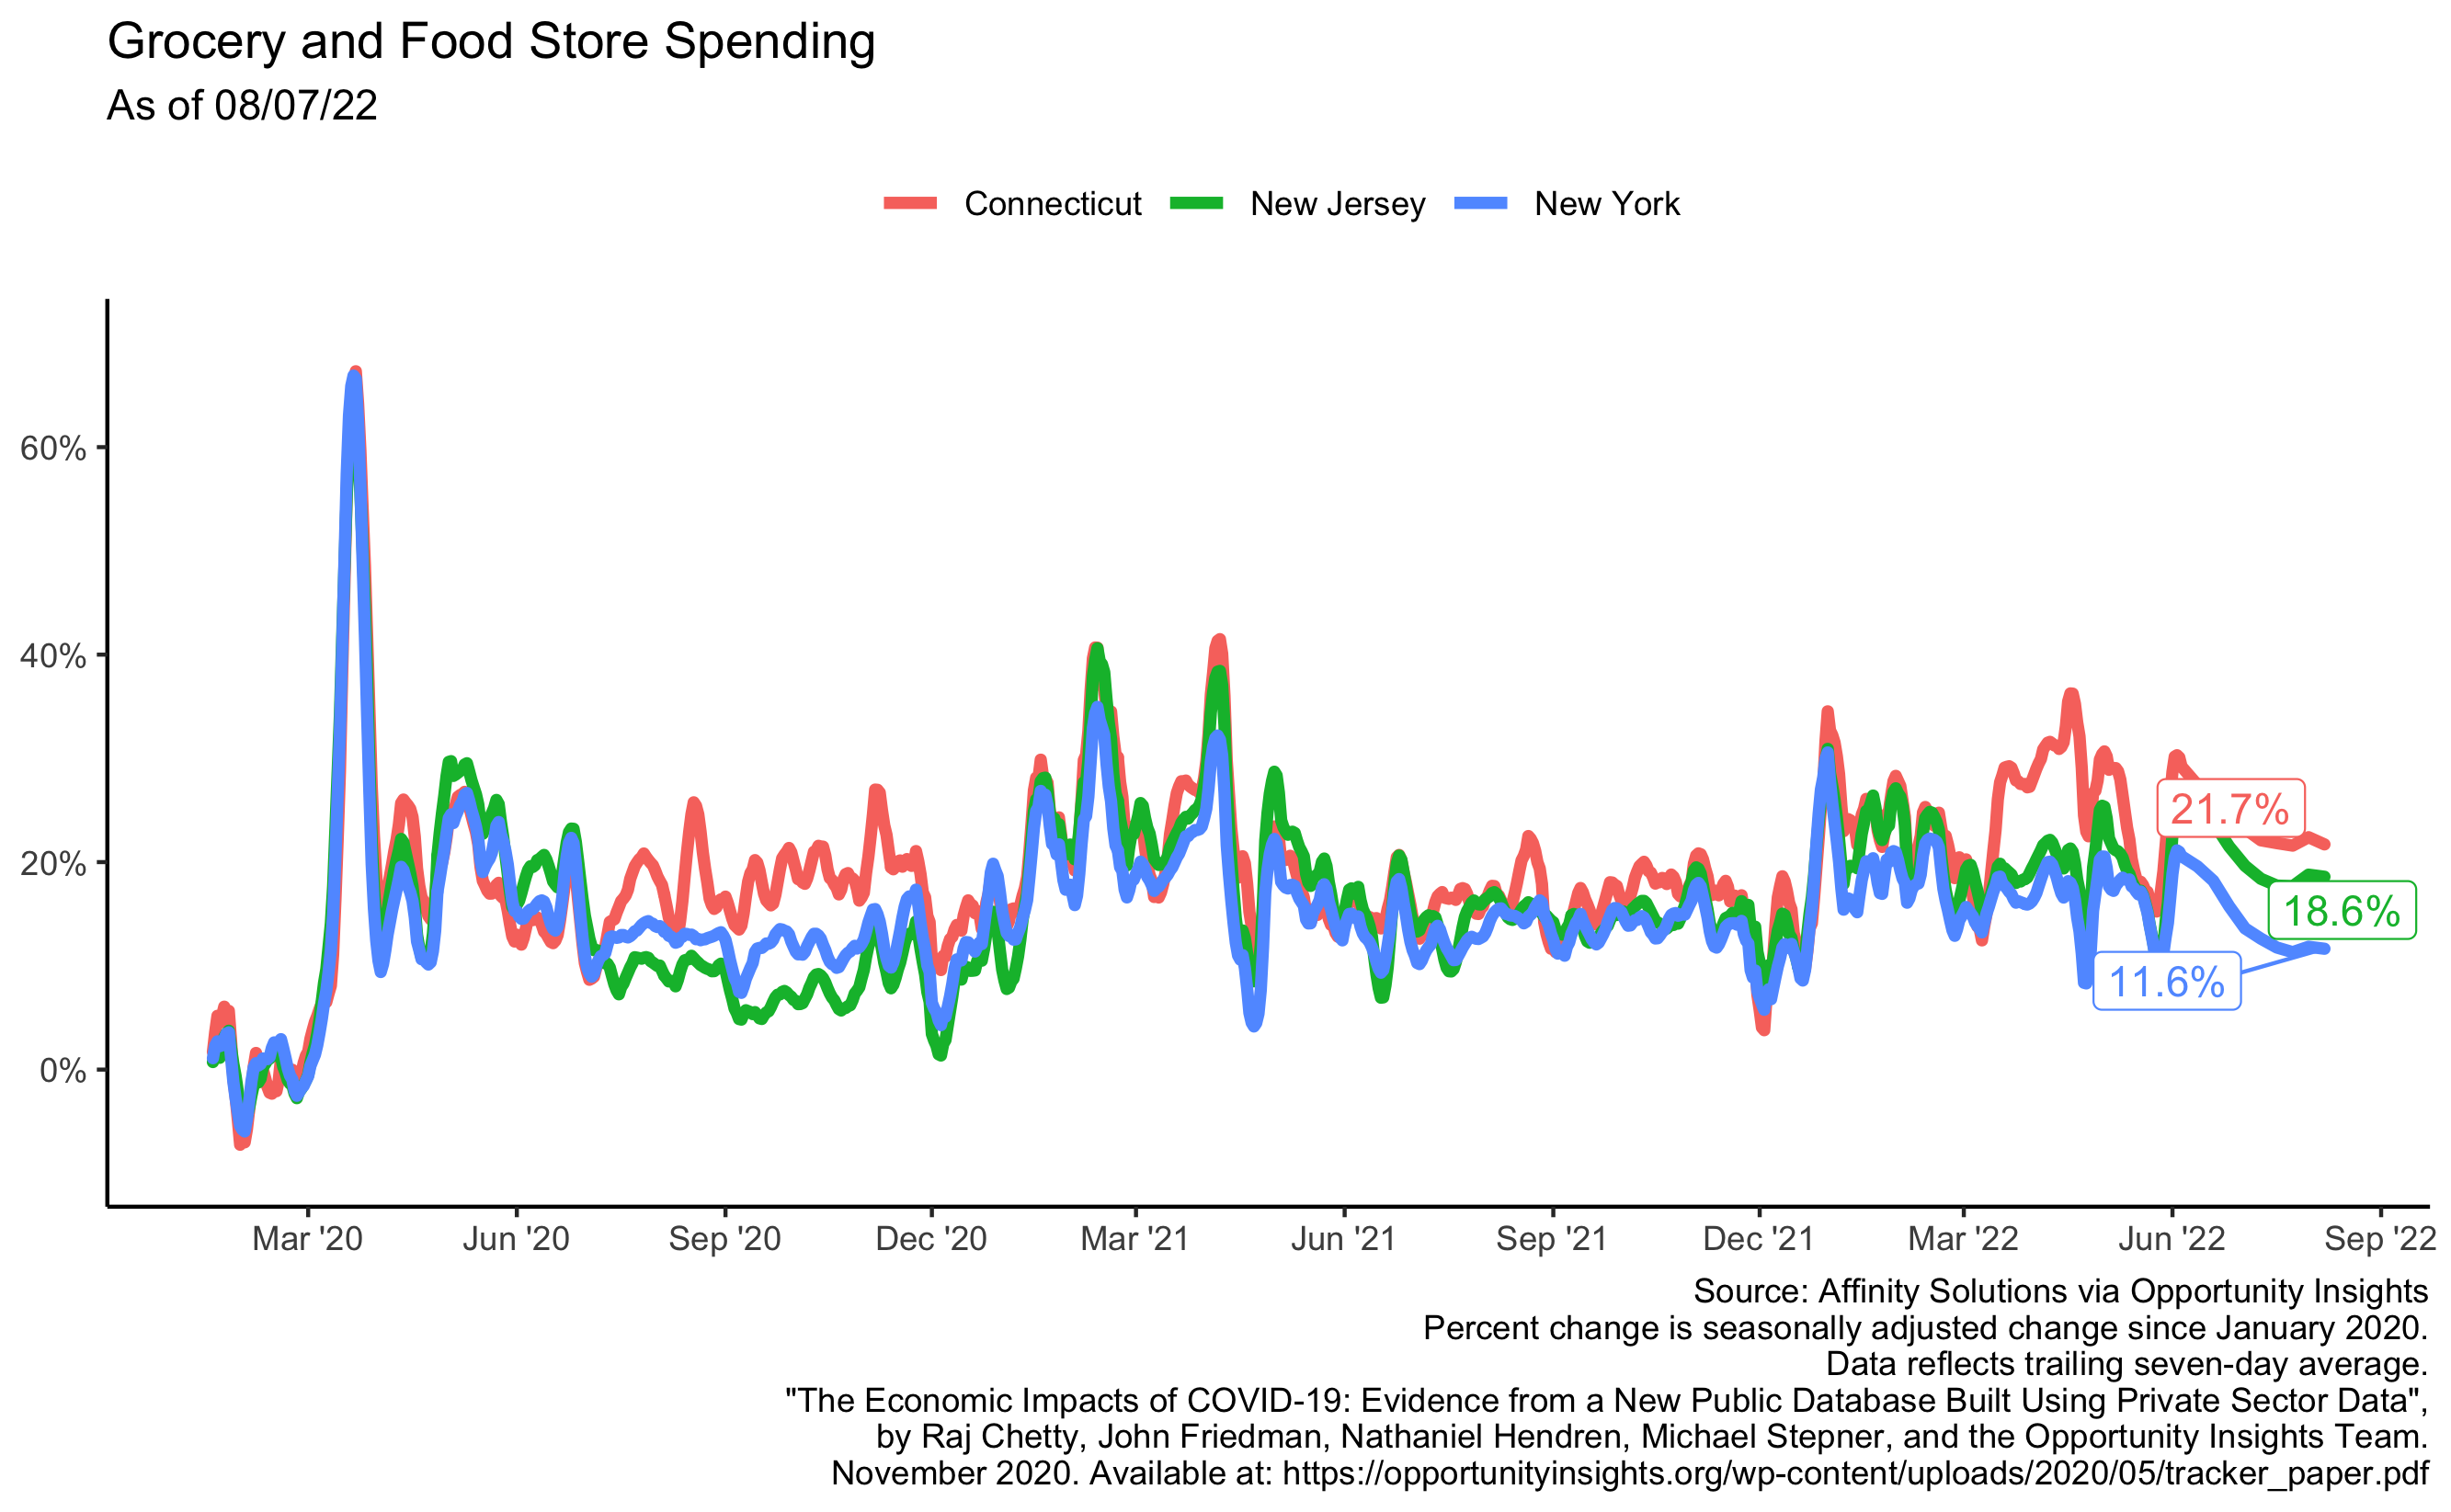 Grocery and Food Store Spending
As of 08/07/22
Connecticut New Jersey New York
60%
40%
20%
0%
21.7%
18.6%
11.6%
Mar '20 Jun '20 Sep '20 Dec '20 Mar '21 Jun '21 Sep '21 Dec '21 Mar '22 Jun '22 Sep '22
Source: Affinity Solutions via Opportunity Insights
Percent change is seasonally adjusted change since January 2020.
Data reflects trailing seven-day average.
"The Economic Impacts of COVID-19: Evidence from a New Public Database Built Using Private Sector Data",
by Raj Chetty, John Friedman, Nathaniel Hendren, Michael Stepner, and the Opportunity Insights Team.
November 2020. Available at: https://opportunityinsights.org/wp-content/uploads/2020/05/tracker_paper.pdf